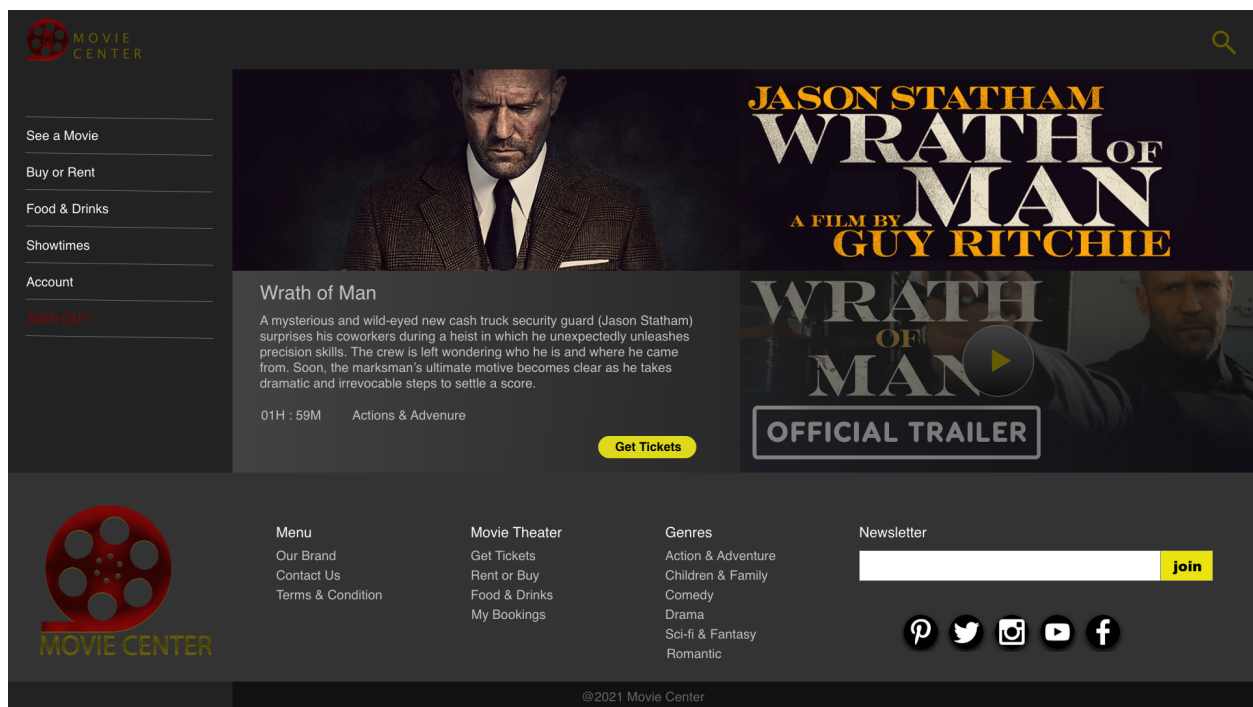 MOVIE
CENTER
See a Movie
Buy or Rent
Food & Drinks
Showtimes
Account
SIGN OUT
JASON STATHAM
WRATH OF
MAN
A FILM BY
GUY RITCHIE
Wrath of Man
A mysterious and wild-eyed new cash truck security guard (Jason Statham)
surprises his coworkers during a heist in which he unexpectedly unleashes
precision skills. The crew is left wondering who he is and where he came
from. Soon, the marksman's ultimate motive becomes clear as he takes
dramatic and irrevocable steps to settle a score.
01H : 59M Actions & Advenure
Get Tickets
WRATH
OF
MAN
OFFICIAL TRAILER
MOVIE CENTER
Menu
Our Brand
Contact Us
Terms & Condition
Movie Theater
Get Tickets
Rent or Buy
Food & Drinks
My Bookings
Genres
Action & Adventure
Children & Family
Comedy
Drama
Sci-fi & Fantasy
Romantic
Newsletter
join
@2021 Movie Center